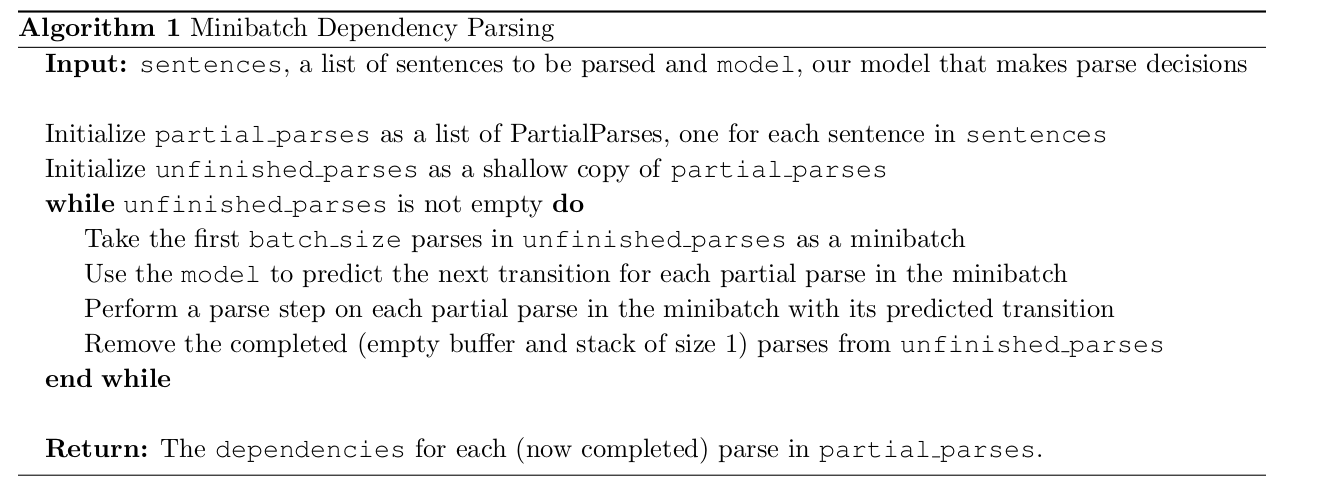 Algorithm 1 Minibatch Dependency Parsing
Input: sentences, a list of sentences to be parsed and model, our model that makes parse decisions
Initialize partial_parses as a list of PartialParses, one for each sentence in sentences
Initialize unfinished_parses as a shallow copy of partial_parses
while unfinished_parses is not empty do
Take the first batch_size parses in unfinished_parses as a minibatch
Use the model to predict the next transition for each partial parse in the minibatch
Perform a parse step on each partial parse in the minibatch with its predicted transition
Remove the completed (empty buffer and stack of size 1) parses from unfinished_parses
end while
Return: The dependencies for each (now completed) parse in partial_parses.